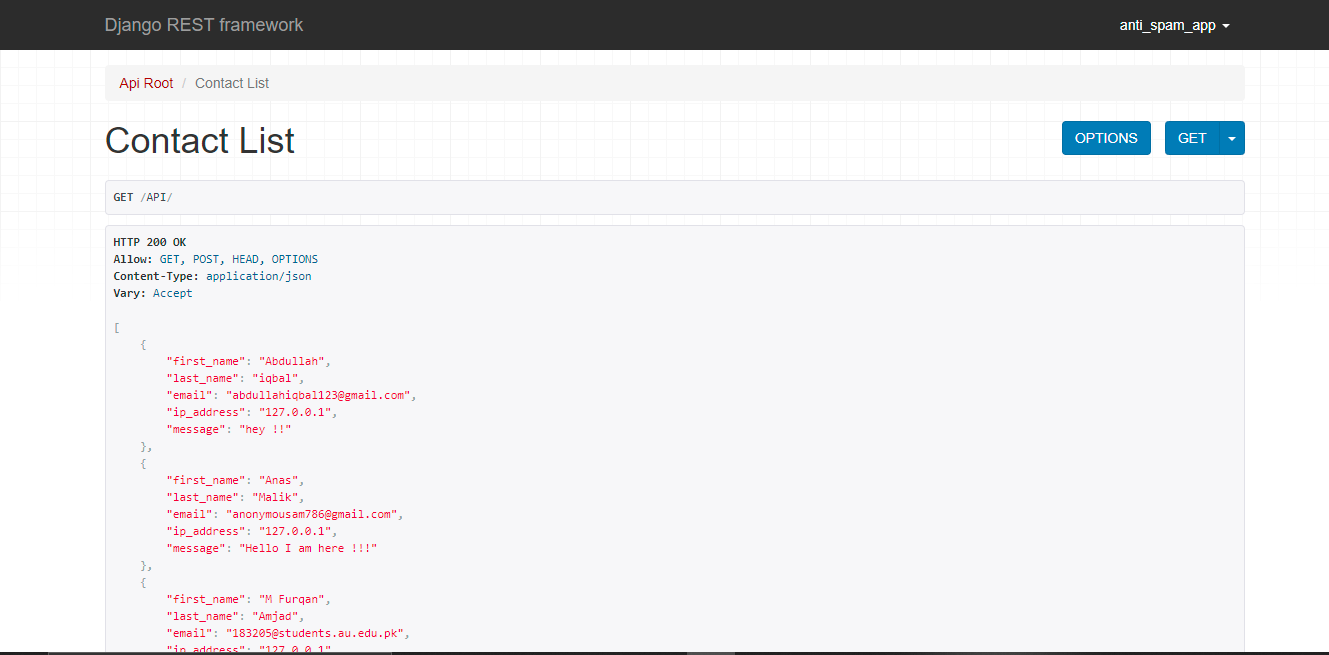 Django REST framework
anti_spam_app
Api Root / Contact List
Contact List
OPTIONS
GET
GET /API/
HTTP 200 OK
Allow: GET, POST, HEAD, OPTIONS
Content-Type: application/json
Vary: Accept
[
{
"first_name": "Abdullah",
"last_name": "iqbal",
"email": "abdullahiqbal123@gmail.com",
"ip_address": "127.0.0.1",
"message": "hey !!"
},
{
"first_name": "Anas",
"last_name": "Malik",
"email": "anonymousam786@gmail.com",
"ip_address": "127.0.0.1",
"message": "Hello I am here !!!"
},
{
"first_name": "M Furqan",
"last_name": "Amjad",
"email": "183205@students.au.edu.pk",
"ip_address": "127.0.0.1"